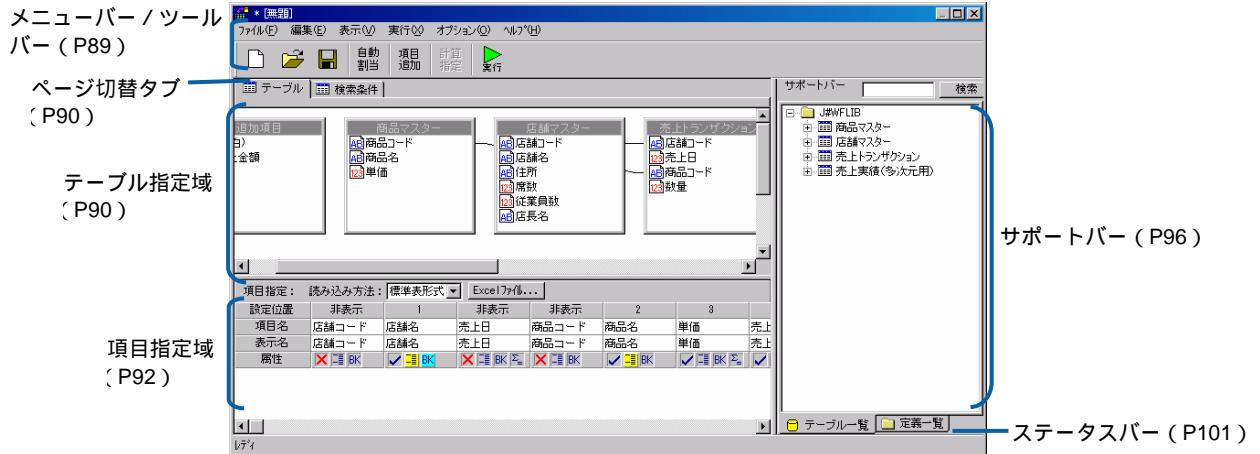 メニューバー/ツール
バー(P89)
ページ切替タブ
(P90)
テーブル指定域
(P90)
項目指定域
(P92)
サポートバー(P96)
ステータスバー(P101)
* [無題]
ファイル(F) 編集(E) 表示(V) 実行(X) オプション(O) ヘルプ(H)
自動割当 項目追加 計算指定 実行
テーブル 検索条件
サポートバー 検索
追加項目 商品マスター 店舗マスター 売上トランザクション
商品コード 店舗コード 店舗コード
金額 商品名 店舗名 売上日
単価 住所 商品コード
席数 数量
従業員数
店長名
J#WFLIB
商品マスター
店舗マスター
売上トランザクション
売上実績(多次元用)
項目指定: 読み込み方法: 標準表形式 Excelファイル...
設定位置 非表示 1 非表示 非表示 2 3
項目名 店舗コード 店舗名 売上日 商品コード 商品名 単価 売上
表示名 店舗コード 店舗名 売上日 商品コード 商品名 単価 売上
属性 BK BK BK Σ BK BK BK Σ
テーブル一覧 定義一覧
レディ